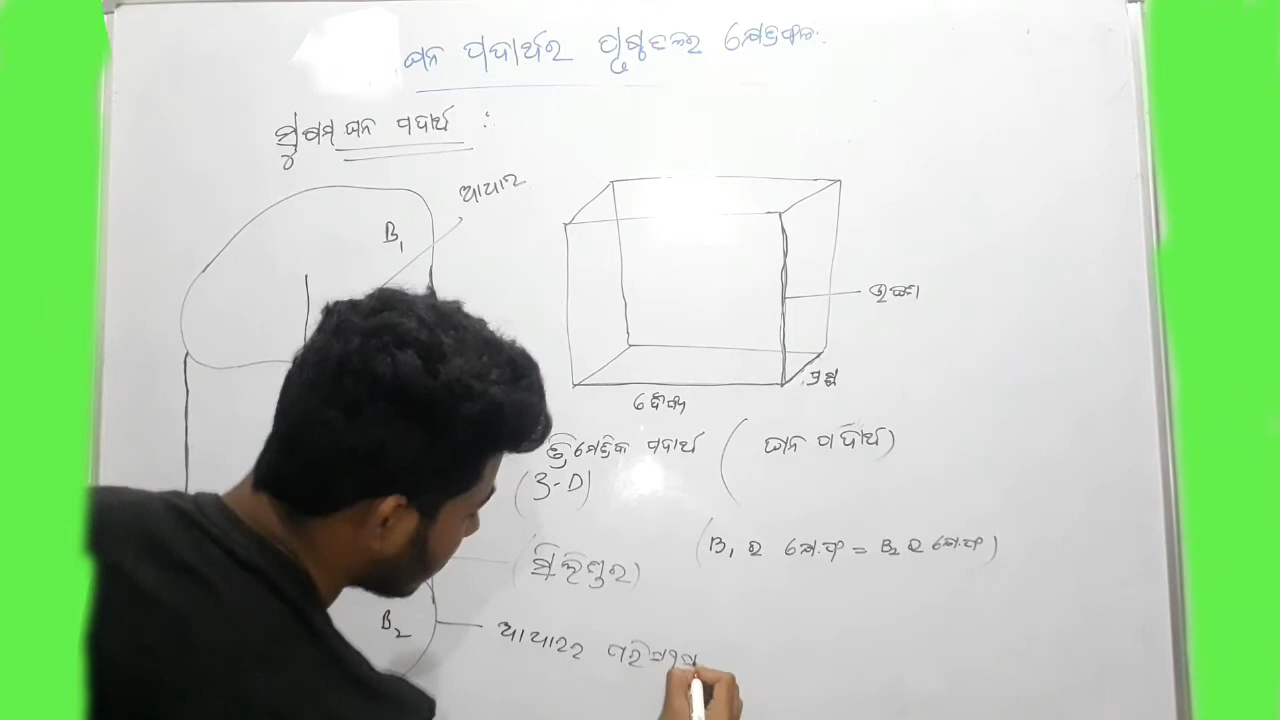 ଘନ ପଦାର୍ଥର ପୃଷ୍ଠତଳର କ୍ଷେତ୍ରଫଳ:
ସୁଷମ ଘନ ପଦାର୍ଥ :
ଆଧାର
B₁
ଉଚ୍ଚତା
ପ୍ରସ୍ଥ
ଦୈର୍ଘ୍ୟ
ତ୍ରିମାତ୍ରିକ ପଦାର୍ଥ (ଘନ ପଦାର୍ଥ)
(3-D)
(B₁ ର କ୍ଷେ.ଫ = B₂ ର କ୍ଷେ.ଫ)
(ସିଲିଣ୍ଡର)
B₂
ଆଧାରର